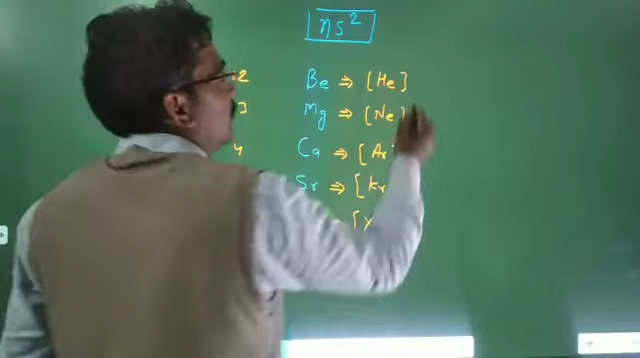 ns²
2 Be ⇒ [He]
3 Mg ⇒ [Ne]
4 Ca ⇒ [Ar
Sr ⇒ [Kr
[X